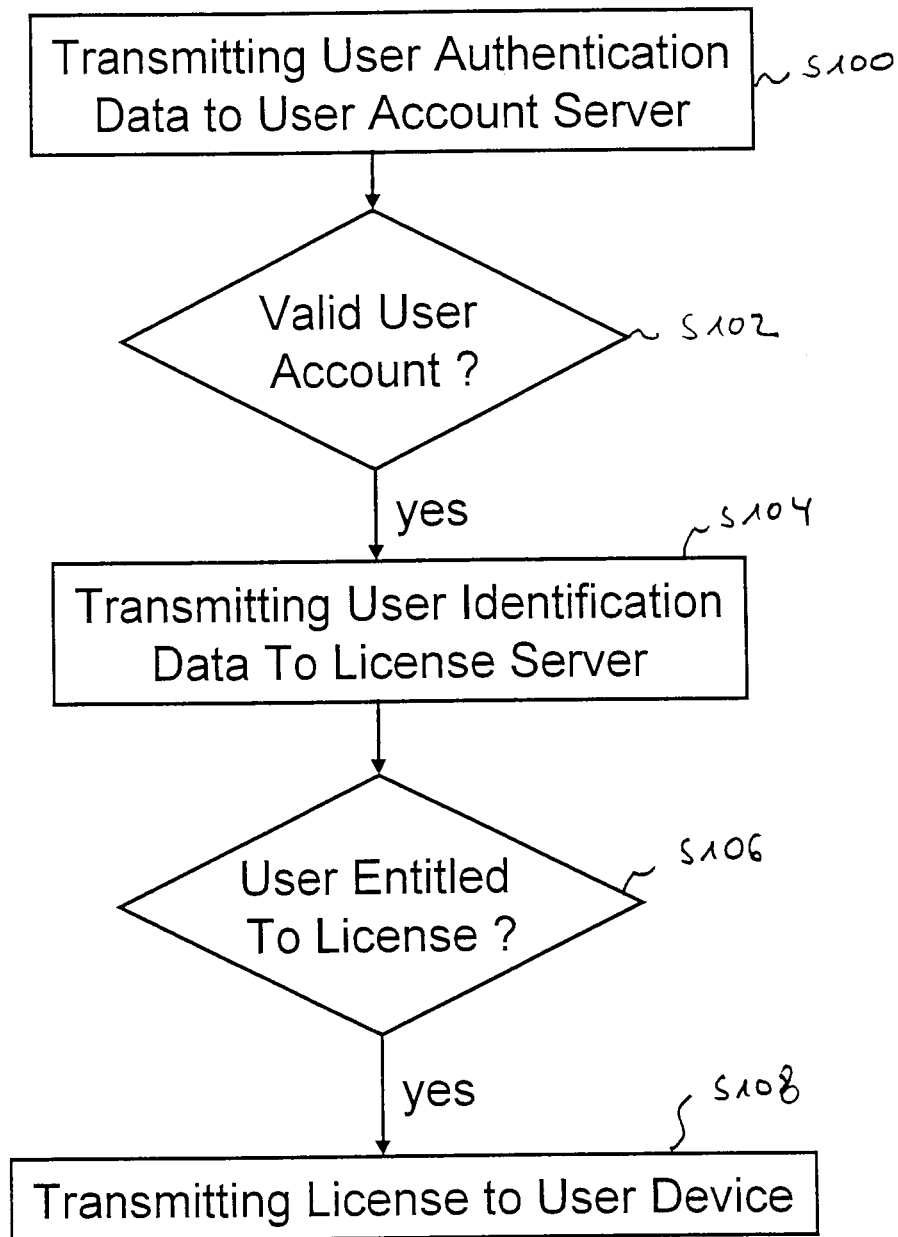 Transmitting User Authentication
Data to User Account Server
S100
Valid User
Account ?
S102
yes
S104
Transmitting User Identification
Data To License Server
User Entitled
To License ?
S106
yes
S108
Transmitting License to User Device